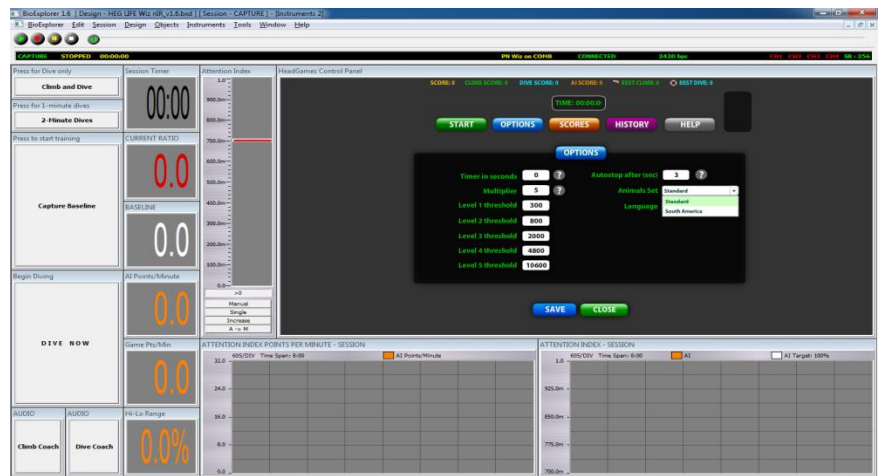 BioExplorer 1.6 [ Design - HEG LIFE Wiz nIR_v1.6.bxd ] [ Session - CAPTURE ] - [Instruments 2]
BioExplorer Edit Session Design Objects Instruments Tools Window Help
CAPTURE STOPPED 00:00:00 PN Wiz on COM8 CONNECTED 2420 bps CH1 CH2 CH3 CH4 SR : 256
Press for Dive only
Climb and Dive
Press for 1-minute dives
2-Minute Dives
Press to start training
Capture Baseline
Begin Diving
DIVE NOW
AUDIO
Climb Coach
AUDIO
Dive Coach
Session Timer
00:00
CURRENT RATIO
0.0
BASELINE
0.0
AI Points/Minute
0.0
Game Pts/Min
0.0
Hi-Lo Range
0.0%
Attention Index
1.0
900.0m
800.0m
700.0m
600.0m
500.0m
400.0m
300.0m
200.0m
100.0m
0.0
>0
Manual
Single
Increase
A -> M
HeadGames Control Panel
SCORE: 0 CLIMB SCORE: 0 DIVE SCORE: 0 AI SCORE: 0 BEST CLIMB: 0 BEST DIVE: 0
TIME: 00:00:0
START OPTIONS SCORES HISTORY HELP
OPTIONS
Timer in seconds 0 ? Autostop after (sec) 3 ?
Multiplier 5 ? Animals Set Standard
Level 1 threshold 300 Language Standard
South America
Level 2 threshold 800
Level 3 threshold 2000
Level 4 threshold 4800
Level 5 threshold 10600
SAVE CLOSE
ATTENTION INDEX POINTS PER MINUTE - SESSION
60S/DIV Time Span: 8:00 AI Points/Minute
32.0
24.0
16.0
8.0
0.0
ATTENTION INDEX - SESSION
60S/DIV Time Span: 8:00 AI AI Target: 100%
1.0
925.0m
850.0m
775.0m
700.0m